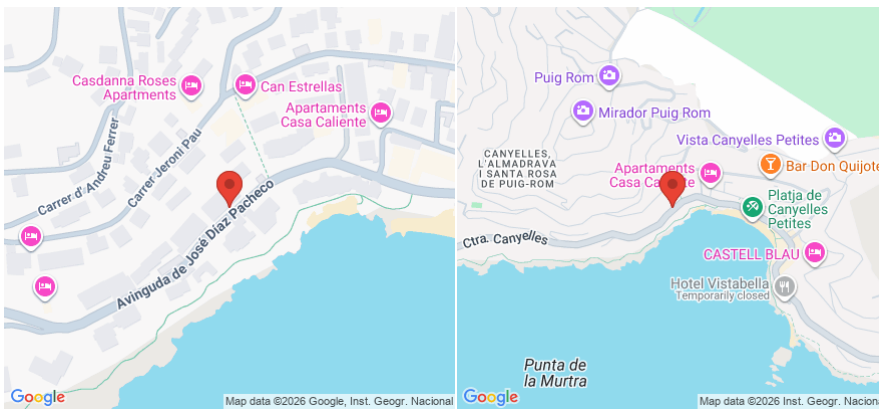 Casdanna Roses
Apartments
Can Estrellas
Apartaments
Casa Caliente
Carrer d'Andreu Ferrer
Carrer Jeroni Pau
Avinguda de José Díaz Pacheco
Google
Map data ©2026 Google, Inst. Geogr. Nacional
Puig Rom
Mirador Puig Rom
Vista Canyelles Petites
CANYELLES,
L'ALMADRAVA
I SANTA ROSA
DE PUIG-ROM
Apartaments
Casa Caliente
Bar Don Quijote
Platja de
Canyelles
Petites
Ctra. Canyelles
CASTELL BLAU
Hotel Vistabella
Temporarily closed
Punta de
la Murtra
Google
Map data ©2026 Google, Inst. Geogr. Naciona